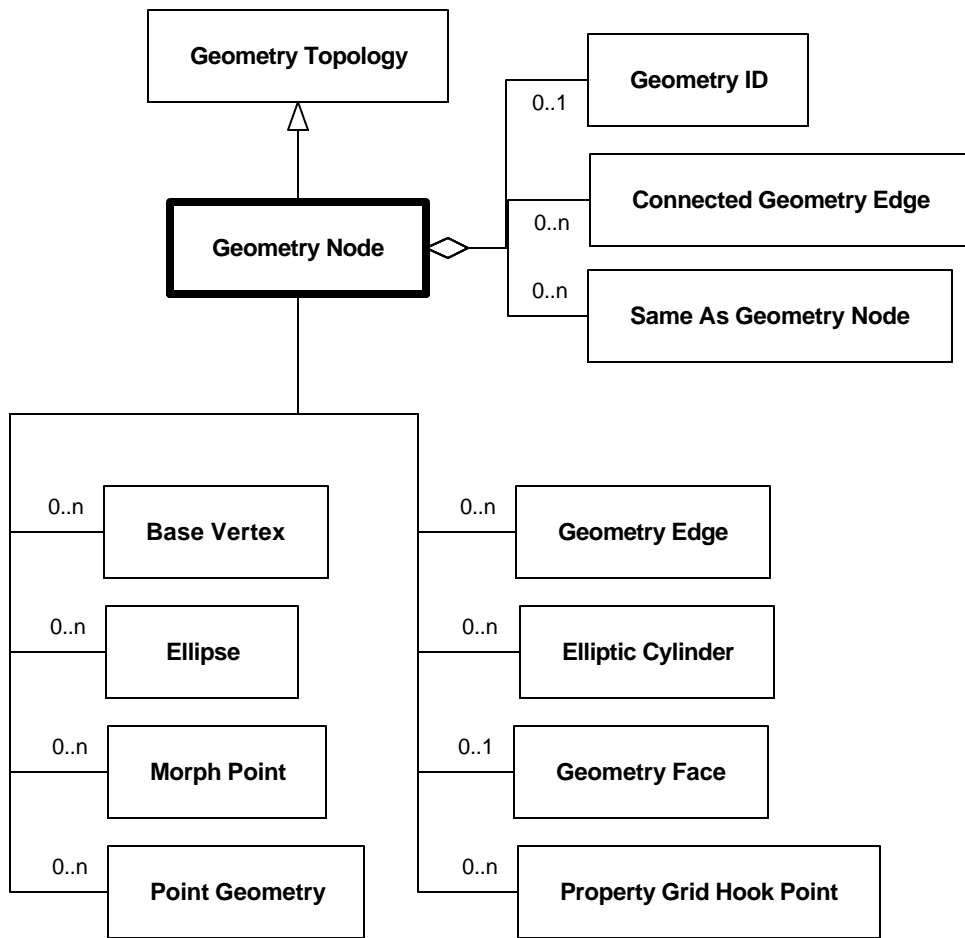 Geometry Topology
Geometry ID
0..1
Connected Geometry Edge
0..n
Geometry Node
Same As Geometry Node
0..n
0..n
Base Vertex
0..n
Geometry Edge
0..n
Ellipse
0..n
Elliptic Cylinder
0..n
Morph Point
0..1
Geometry Face
0..n
Point Geometry
0..n
Property Grid Hook Point